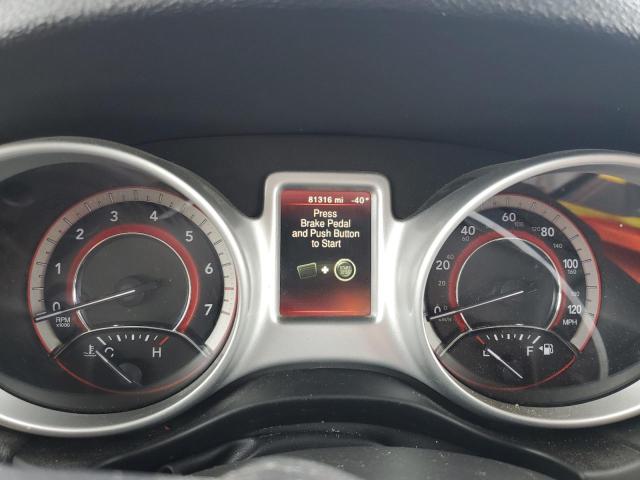 81316 mi -40°
Press
Brake Pedal
and Push Button
to Start
0 1 2 3 4 5 6 7
RPM
x1000
C H
0 20 40 60 80 100 120
MPH
F